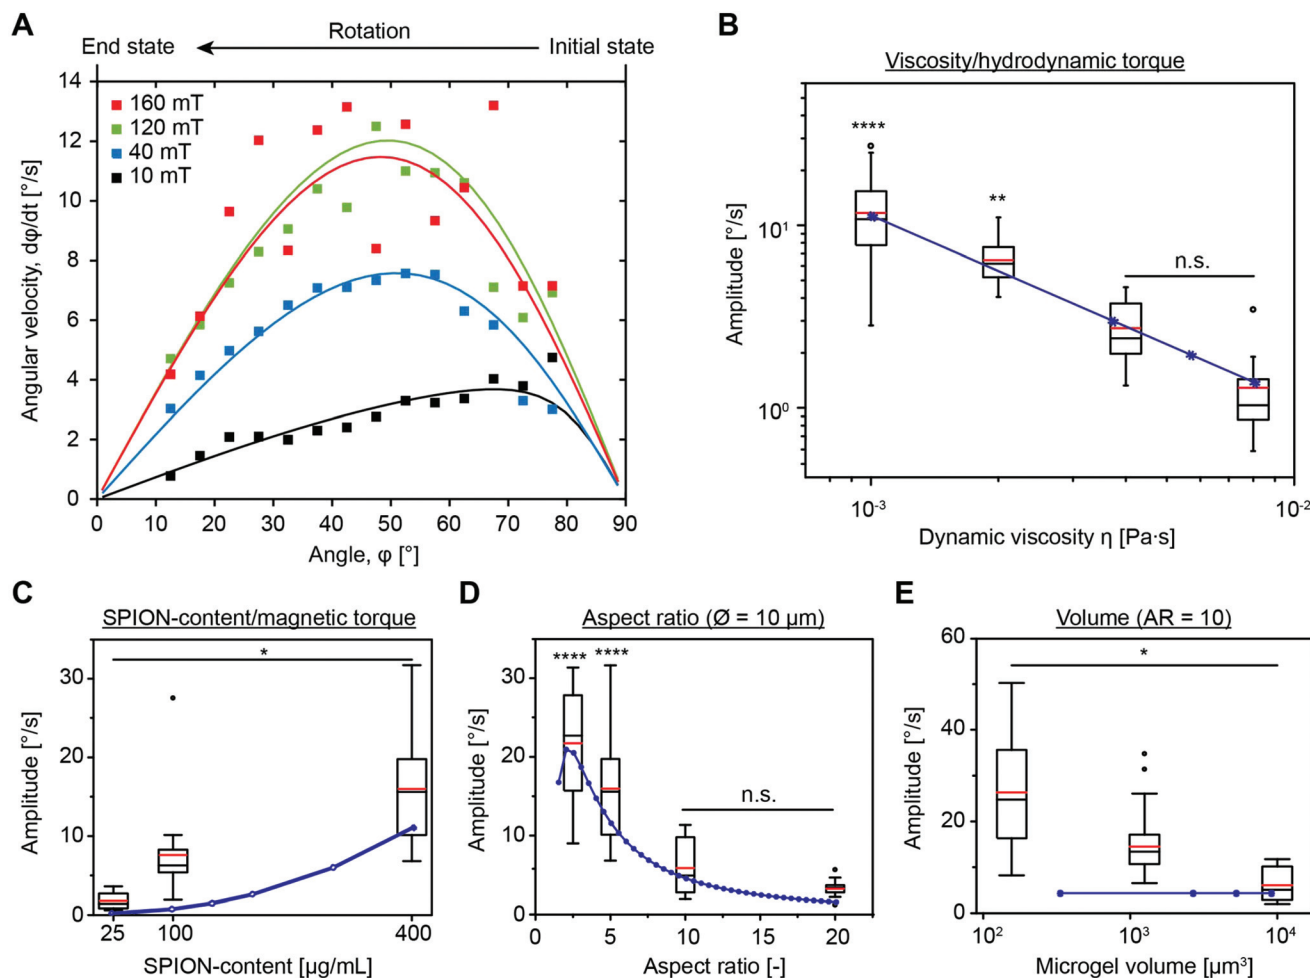 A
End state
Rotation
Initial state
160 mT
120 mT
40 mT
10 mT
14
12
10
8
6
4
2
0
0 10 20 30 40 50 60 70 80 90
Angular velocity, dφ/dt [°/s]
Angle, φ [°]
B
Viscosity/hydrodynamic torque
****
**
n.s.
10¹
10⁰
10⁻³
10⁻²
Amplitude [°/s]
Dynamic viscosity η [Pa·s]
C
SPION-content/magnetic torque
*
30
20
10
0
25 100 400
Amplitude [°/s]
SPION-content [µg/mL]
D
Aspect ratio (Ø = 10 µm)
**** ****
n.s.
30
20
10
0
0 5 10 15 20
Amplitude [°/s]
Aspect ratio [-]
E
Volume (AR = 10)
*
60
40
20
0
10² 10³ 10⁴
Amplitude [°/s]
Microgel volume [µm³]